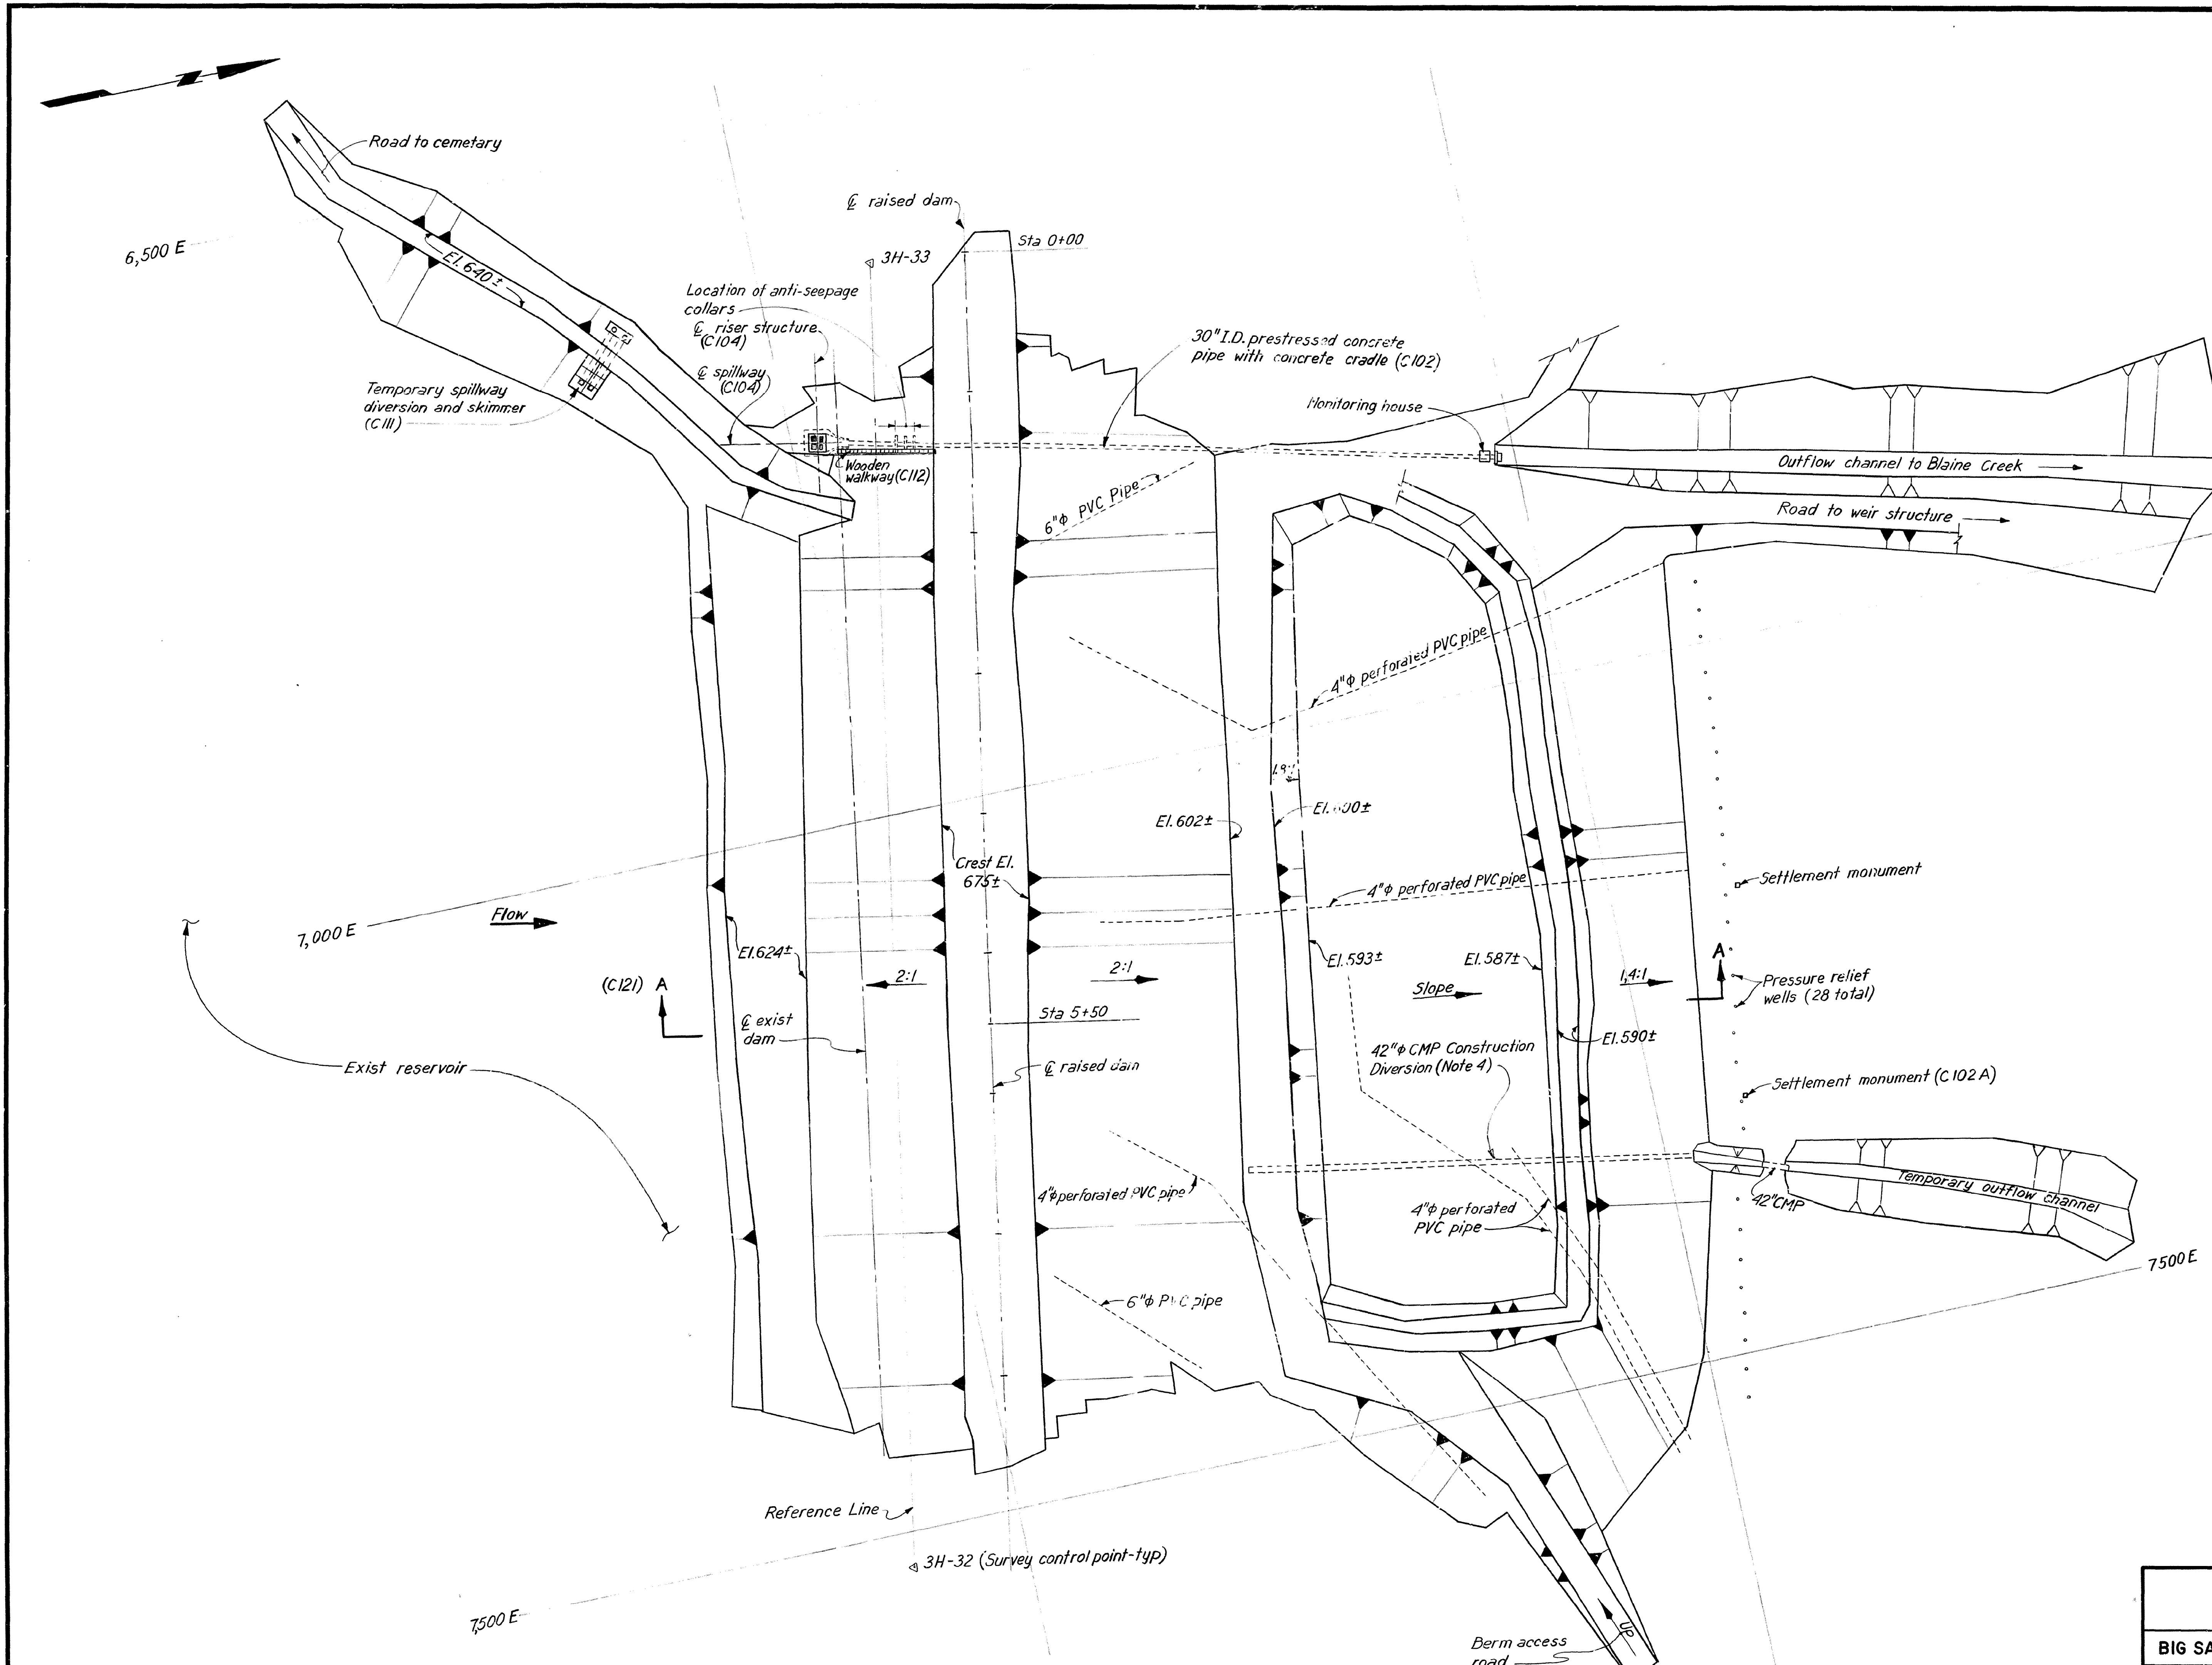 Road to cemetary
6,500 E
El. 640±
℄ raised dam
Sta 0+00
3H-33
Location of anti-seepage
collars
℄ riser structure
(C104)
℄ spillway
(C104)
Temporary spillway
diversion and skimmer
(C111)
Wooden
walkway(C112)
30" I.D. prestressed concrete
pipe with concrete cradle (C102)
Monitoring house
Outflow channel to Blaine Creek
Road to weir structure
6"ϕ PVC Pipe
4"ϕ perforated PVC pipe
El. 602±
Crest El.
675±
4"ϕ perforated PVC pipe
Settlement monument
Flow
7,000 E
El.624±
El.593±
El.587±
(C121) A
2:1
2:1
Slope
1.4:1
A
Pressure relief
wells (28 total)
℄ exist
dam
Sta 5+50
El.590±
42"ϕ CMP Construction
Diversion (Note 4)
Exist reservoir
℄ raised dam
Settlement monument (C102A)
4"ϕ perforated PVC pipe
4"ϕ perforated
PVC pipe
42"CMP
Temporary outflow channel
7500 E
6"ϕ PVC pipe
Reference Line
3H-32 (Survey control point-typ)
7,500 E
UP
Berm access
road
BIG SA